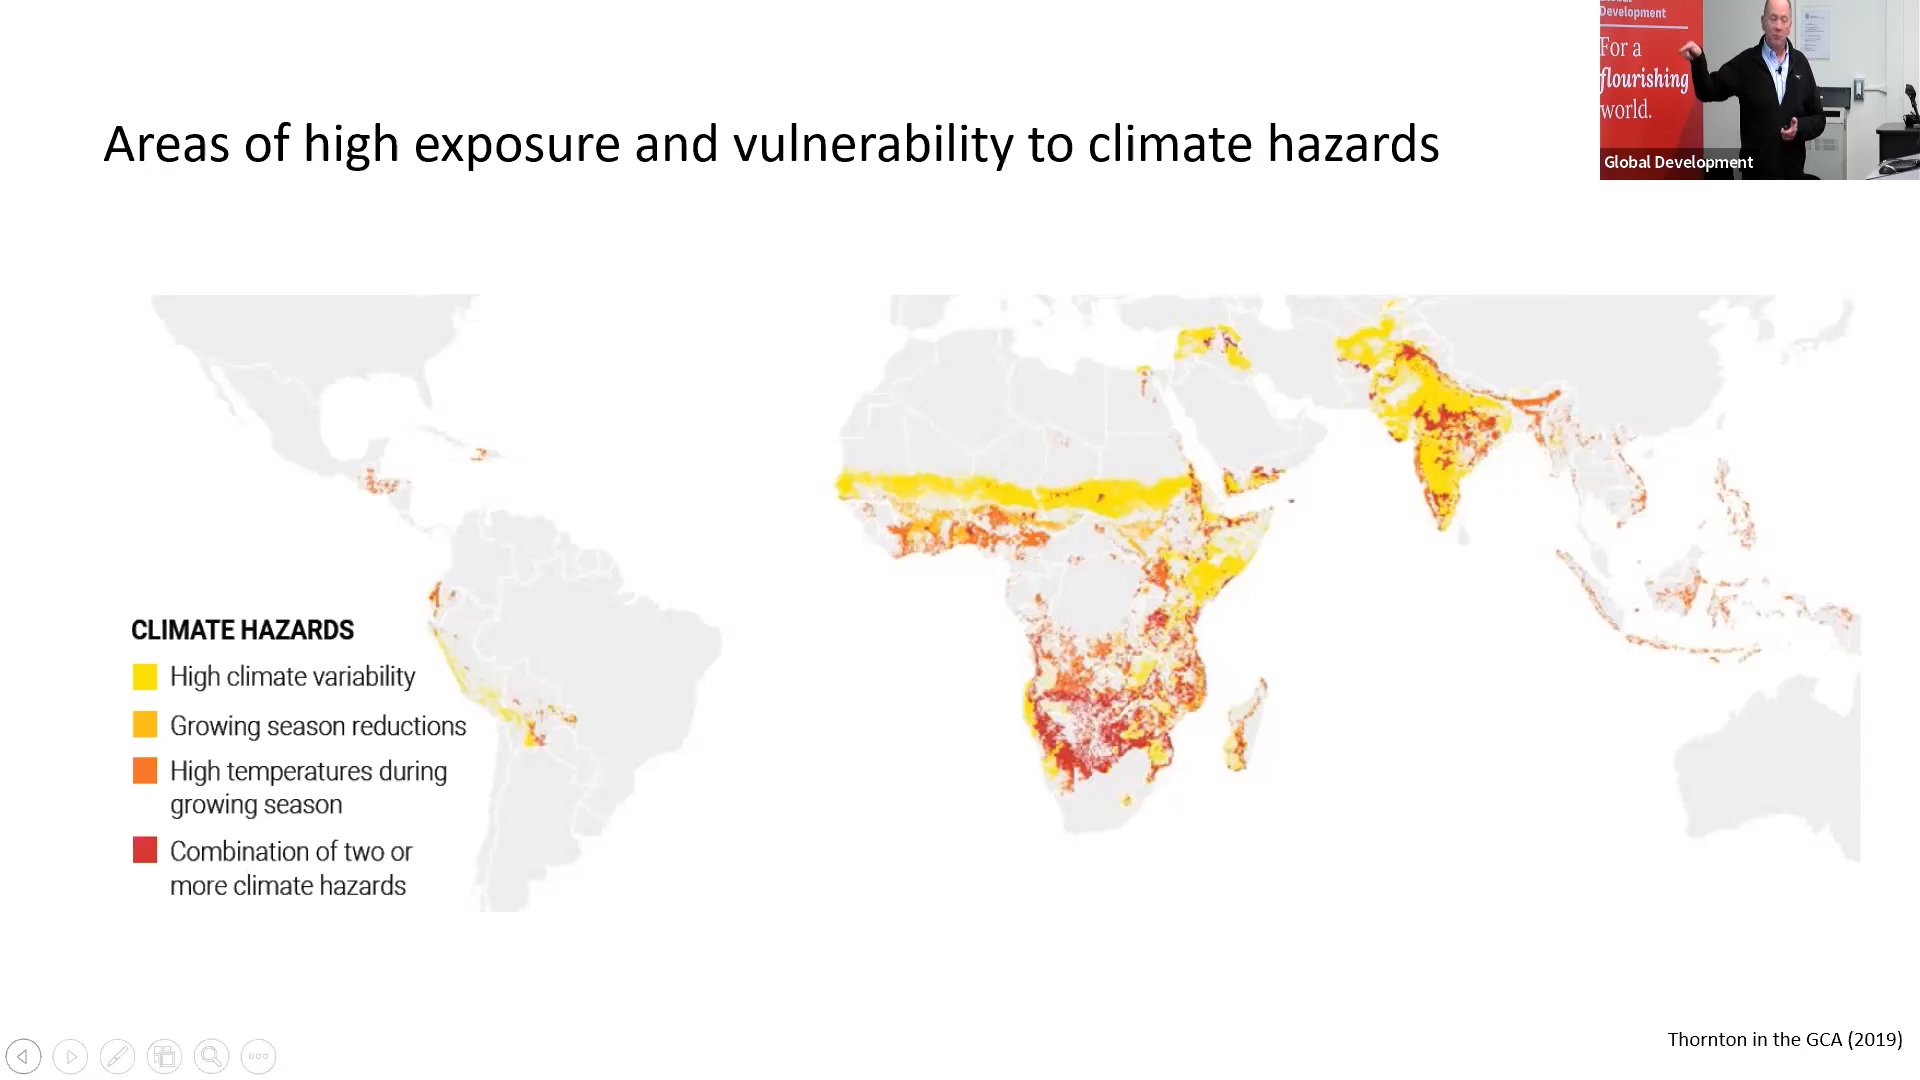 Areas of high exposure and vulnerability to climate hazards
Development
For a
flourishing
world.
Global Development
CLIMATE HAZARDS
High climate variability
Growing season reductions
High temperatures during
growing season
Combination of two or
more climate hazards
Thornton in the GCA (2019)